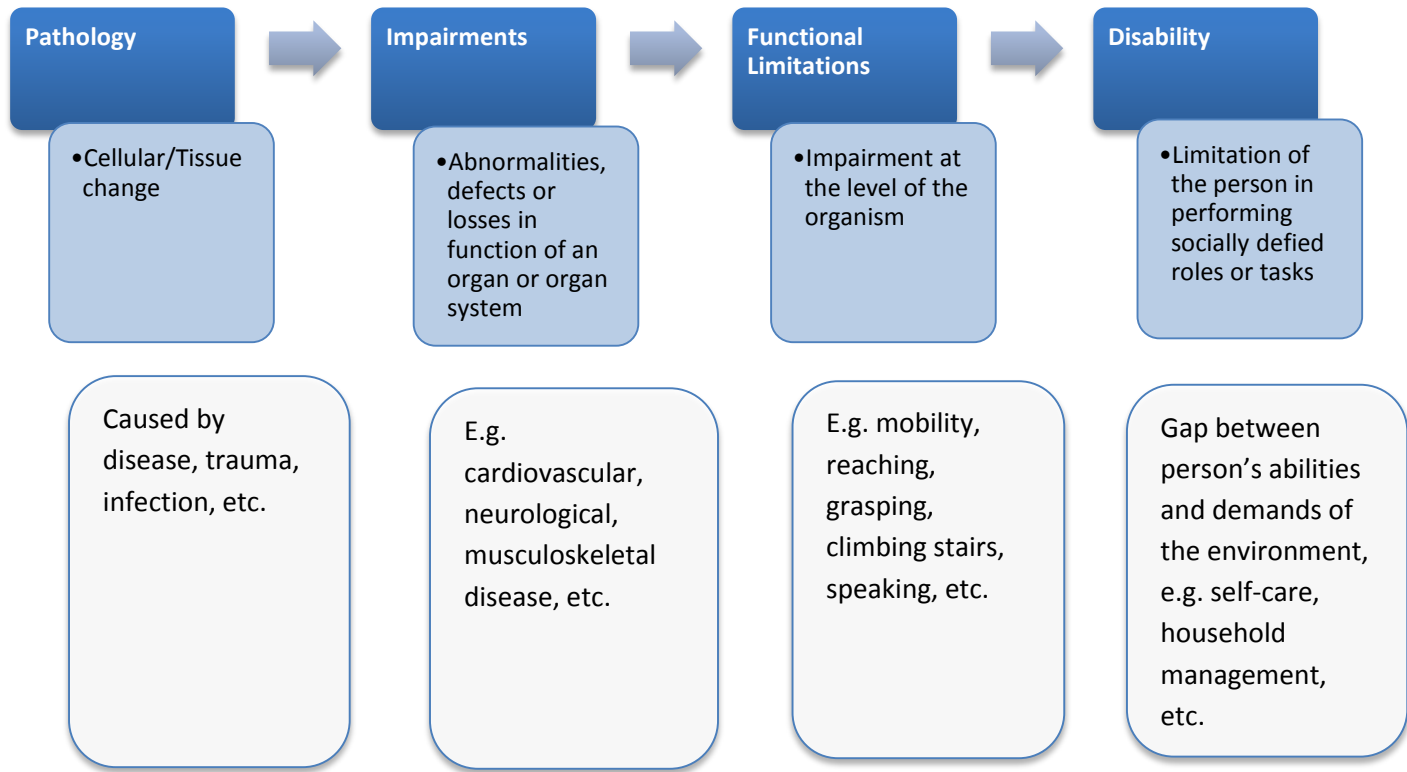 Pathology
Impairments
Functional
Limitations
Disability
•Cellular/Tissue
change
•Abnormalities,
defects or
losses in
function of an
organ or organ
system
•Impairment at
the level of the
organism
•Limitation of
the person in
performing
socially defied
roles or tasks
Caused by
disease, trauma,
infection, etc.
E.g.
cardiovascular,
neurological,
musculoskeletal
disease, etc.
E.g. mobility,
reaching,
grasping,
climbing stairs,
speaking, etc.
Gap between
person’s abilities
and demands of
the environment,
e.g. self-care,
household
management,
etc.